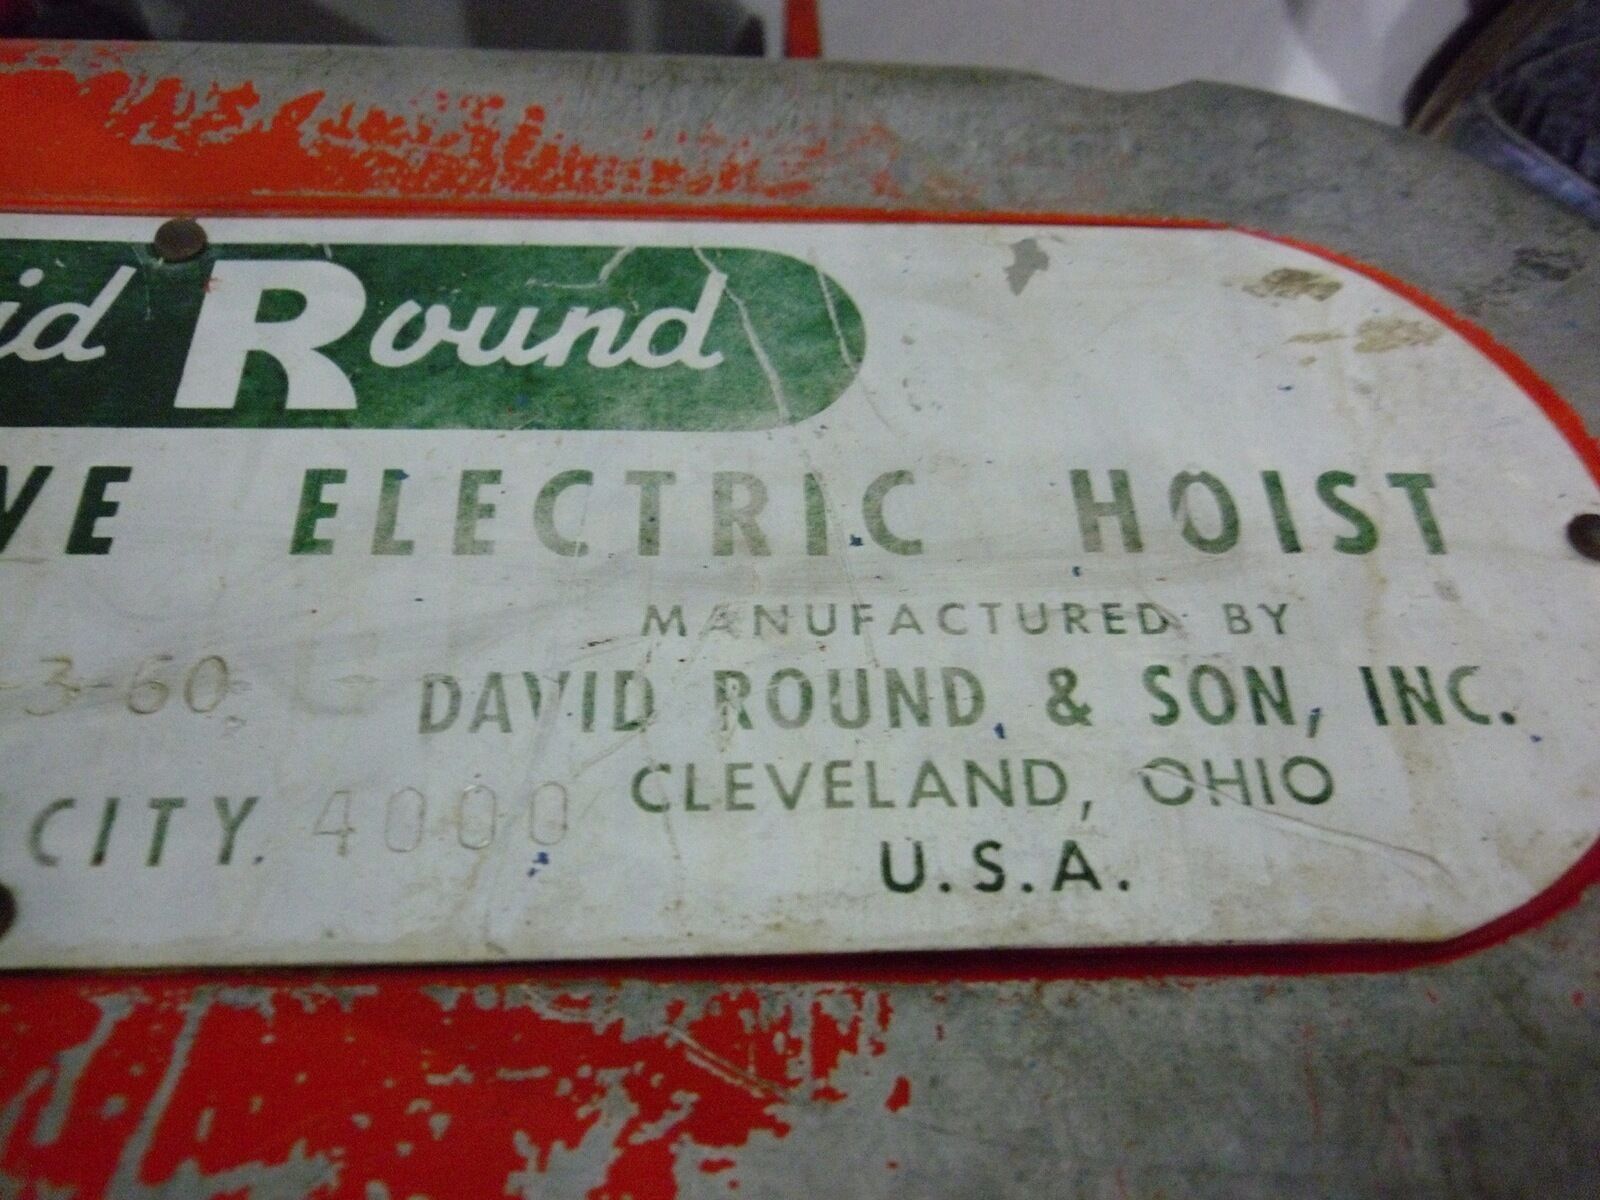 id Round
VE ELECTRIC HOIST
MANUFACTURED BY
-3-60 DAVID ROUND & SON, INC.
CITY. 4000 CLEVELAND, OHIO
U.S.A.